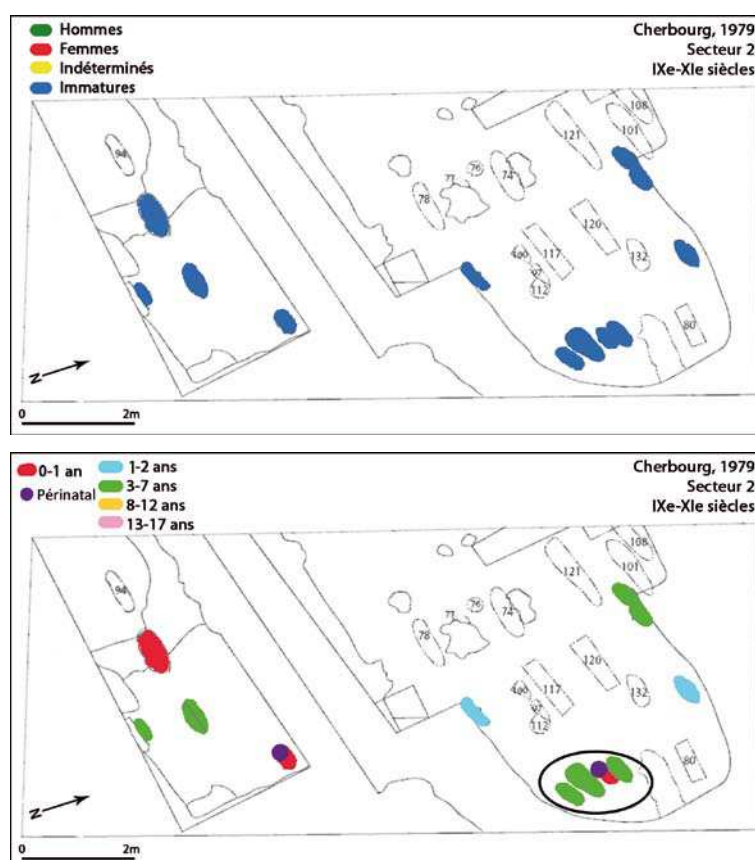 Hommes
Femmes
Indéterminés
Immatures
Cherbourg, 1979
Secteur 2
IXe-XIe siècles
94
108
101
121
76
77
74
78
120
117
100
97
112
132
80
N
0 2m
0-1 an
Périnatal
1-2 ans
3-7 ans
8-12 ans
13-17 ans
Cherbourg, 1979
Secteur 2
IXe-XIe siècles
94
108
101
121
76
77
74
78
120
117
100
97
112
132
80
N
0 2m